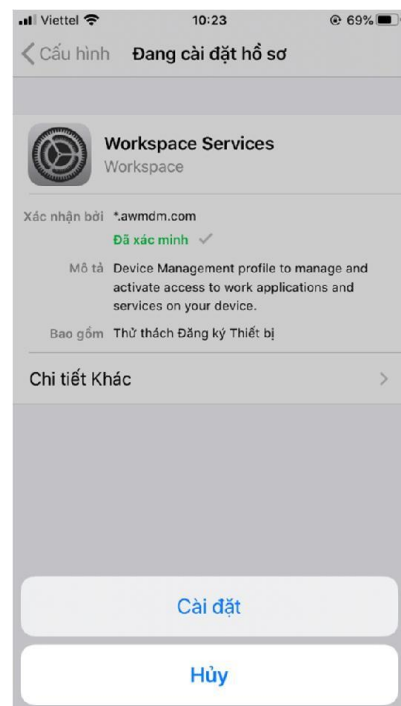 Viettel 10:23 69%
Cấu hình Đang cài đặt hồ sơ
Workspace Services
Workspace
Xác nhận bởi *.awmdm.com
Đã xác minh
Mô tả Device Management profile to manage and
activate access to work applications and
services on your device.
Bao gồm Thử thách Đăng ký Thiết bị
Chi tiết Khác
Cài đặt
Hủy